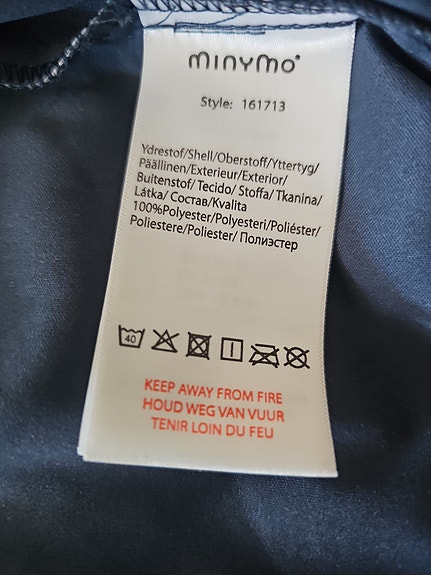 minymo
Style: 161713
Ydrestof/Shell/Oberstoff/Yttertyg/
Päällinen/Exterieur/Exterior/
Buitenstof/ Tecido/ Stoffa/ Tkanina/
Látka/ Состав/Kvalita
100%Polyester/Polyesteri/Poliéster/
Poliestere/Poliester/ Полиэстер
40
KEEP AWAY FROM FIRE
HOUD WEG VAN VUUR
TENIR LOIN DU FEU